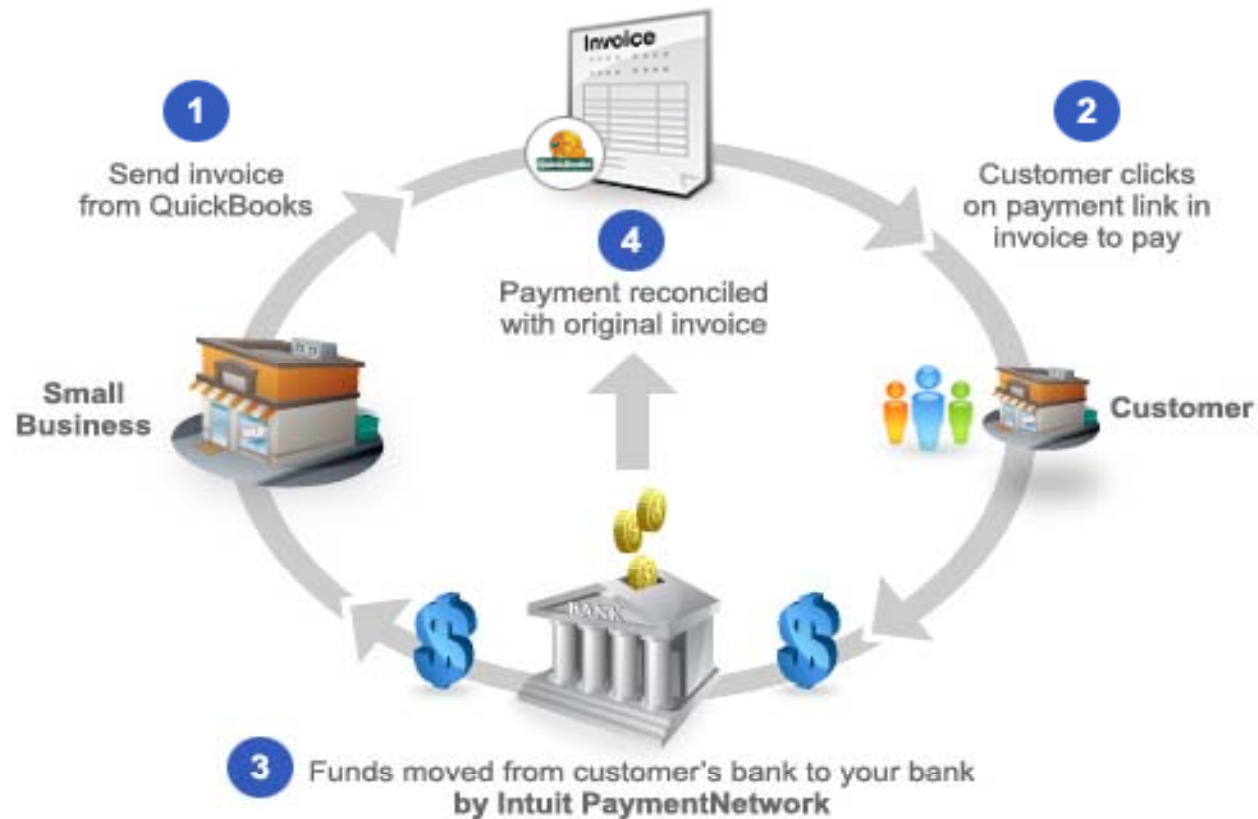 Invoice
1
Send invoice
from QuickBooks
QuickBooks
2
Customer clicks
on payment link in
invoice to pay
4
Payment reconciled
with original invoice
Small
Business
Customer
BANK
$
$
3
Funds moved from customer's bank to your bank
by Intuit PaymentNetwork